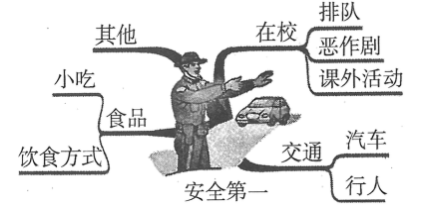 其他
小吃
食品
饮食方式
在校
排队
恶作剧
课外活动
交通
汽车
行人
安全第一